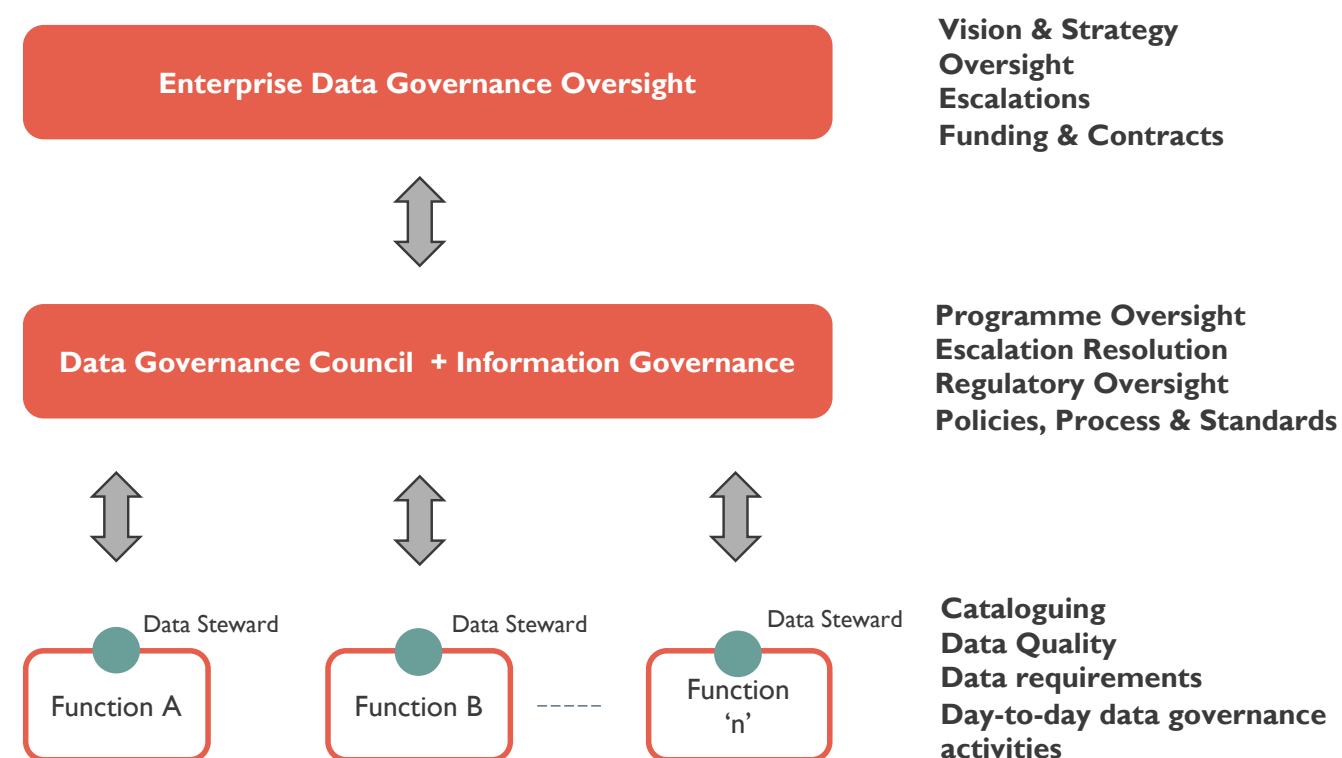 Enterprise Data Governance Oversight
Vision & Strategy
Oversight
Escalations
Funding & Contracts
Data Governance Council + Information Governance
Programme Oversight
Escalation Resolution
Regulatory Oversight
Policies, Process & Standards
Data Steward
Function A
Data Steward
Function B
Data Steward
Function
‘n’
Cataloguing
Data Quality
Data requirements
Day-to-day data governance
activities